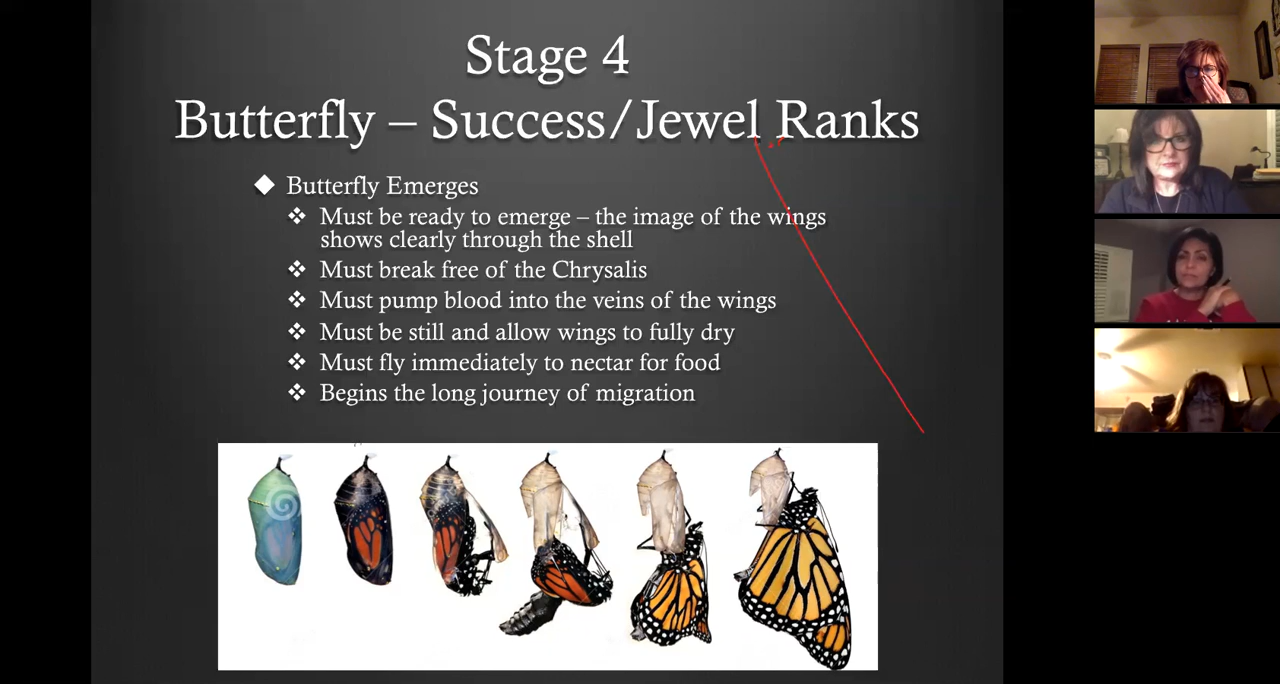 Stage 4
Butterfly – Success/Jewel Ranks
Butterfly Emerges
Must be ready to emerge – the image of the wings
shows clearly through the shell
Must break free of the Chrysalis
Must pump blood into the veins of the wings
Must be still and allow wings to fully dry
Must fly immediately to nectar for food
Begins the long journey of migration